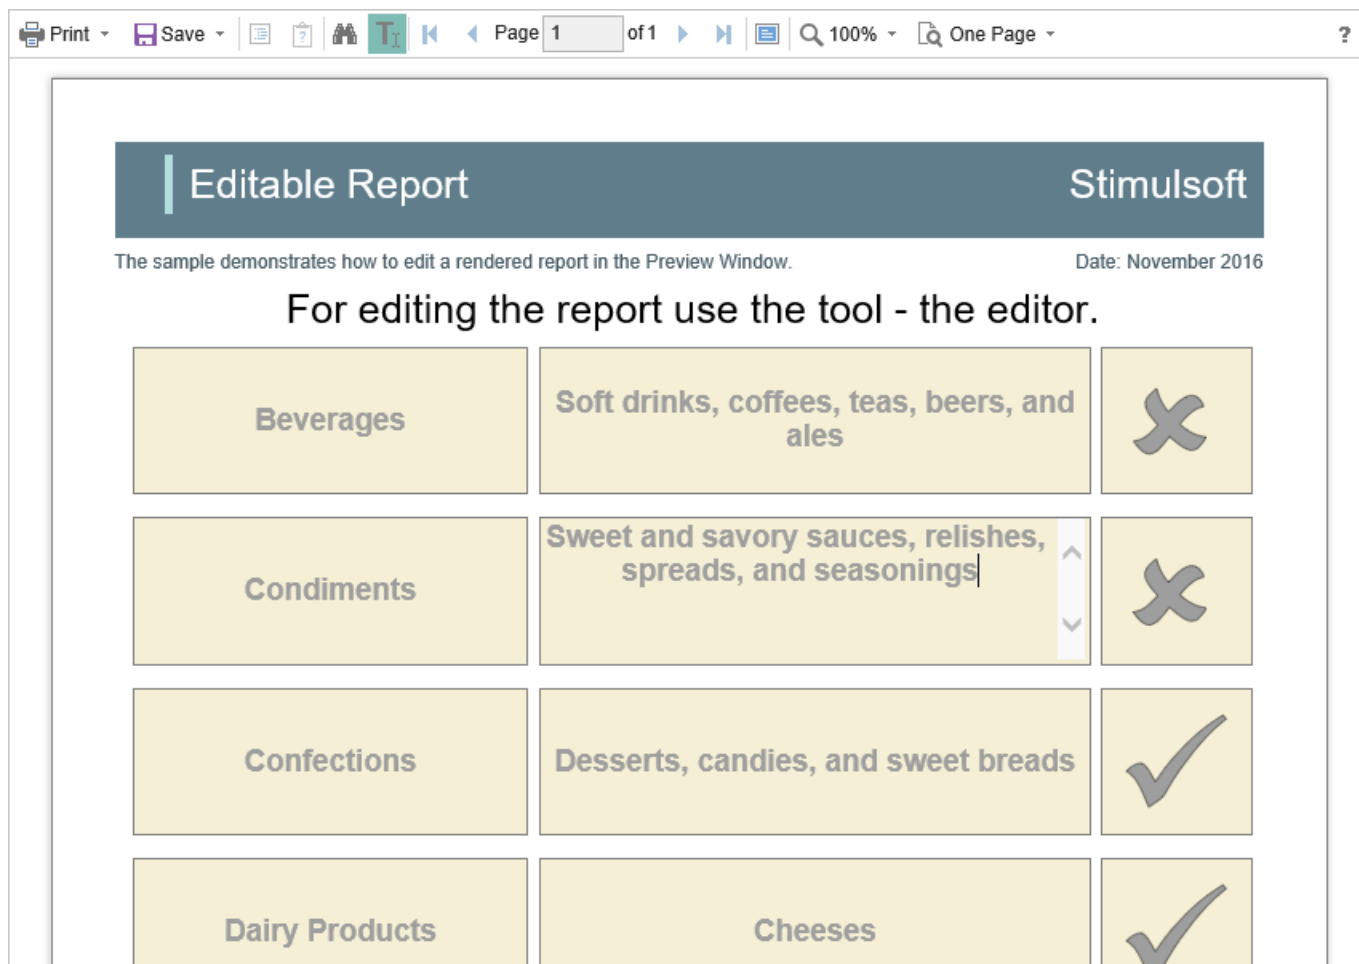 Print Save Page 1 of 1 100% One Page ?
Editable Report Stimulsoft
The sample demonstrates how to edit a rendered report in the Preview Window. Date: November 2016
For editing the report use the tool - the editor.
Beverages
Soft drinks, coffees, teas, beers, and
ales
Condiments
Sweet and savory sauces, relishes,
spreads, and seasonings
Confections
Desserts, candies, and sweet breads
Dairy Products
Cheeses